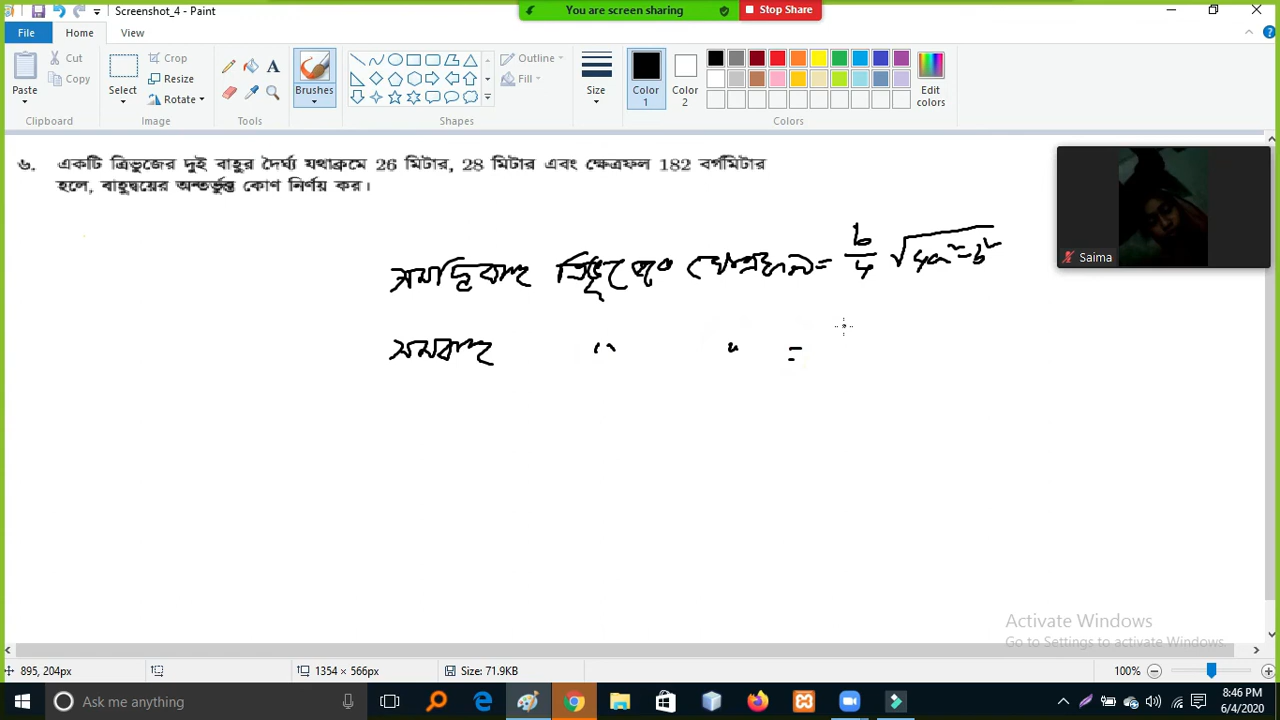 Screenshot_4 - Paint
You are screen sharing
Stop Share
File Home View
Paste Cut Copy Clipboard
Select Crop Resize Rotate Image
Tools
Brushes
Outline Fill Shapes
Size
Color 1 Color 2 Edit colors Colors
৬. একটি ত্রিভুজের দুই বাহুর দৈর্ঘ্য যথাক্রমে 26 মিটার, 28 মিটার এবং ক্ষেত্রফল 182 বর্গমিটার
হলে, বাহুদ্বয়ের অন্তর্ভুক্ত কোণ নির্ণয় কর।
Saima
সমদ্বিবাহু ত্রিভুজের ক্ষেত্রফল = b/4 √(4a²-b²)
সমবাহু " " =
Activate Windows
Go to Settings to activate Windows.
895, 204px 1354 × 566px Size: 71.9KB 100%
Ask me anything
8:46 PM
6/4/2020